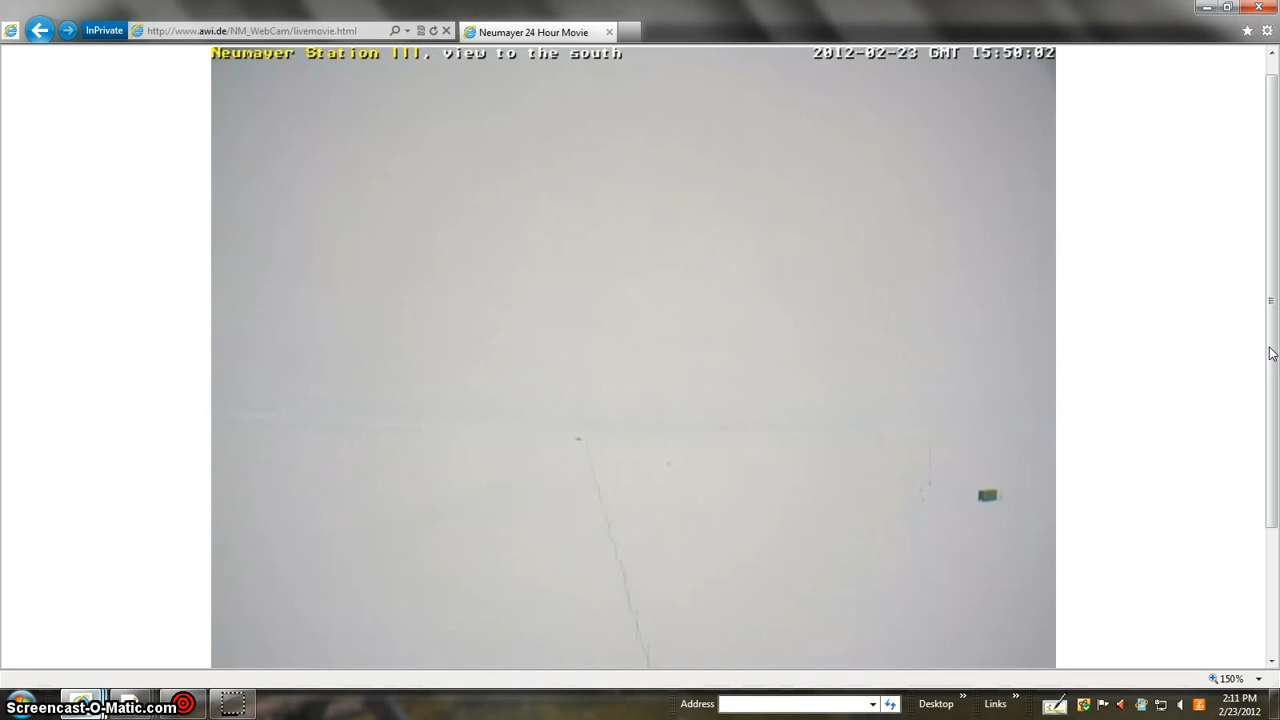 InPrivate
http://www.awi.de/NM_WebCam/livemovie.html
Neumayer 24 Hour Movie
Neumayer Station III, view to the south
2012-02-23 GMT 15:50:02
150%
Screencast-O-Matic.com
Address
Desktop
Links
2:11 PM
2/23/2012